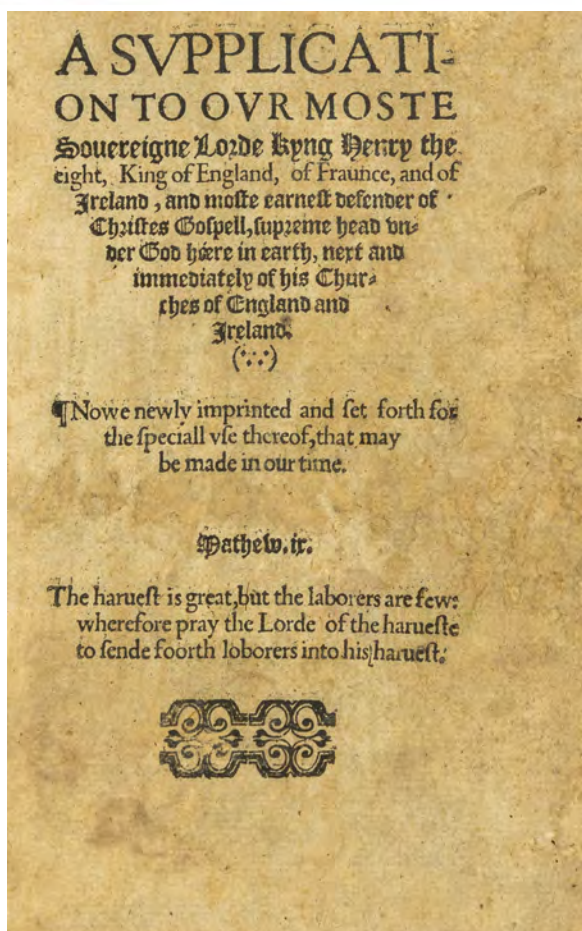 A SVPPLICATI-
ON TO OVR MOSTE
Souereigne Lorde Kyng Henry the
eight, King of England, of Fraunce, and of
Ireland, and moste earnest defender of
Christes Gospell, supreme head vn-
der God heere in earth, next and
immediately of his Chur-
ches of England and
Ireland.
(∵)
¶Nowe newly imprinted and set forth for
the speciall vse thereof, that may
be made in our time.
Mathew. ix.
The haruest is great, but the laborers are few:
wherefore pray the Lorde of the harueste
to sende foorth loborers into his haruest.